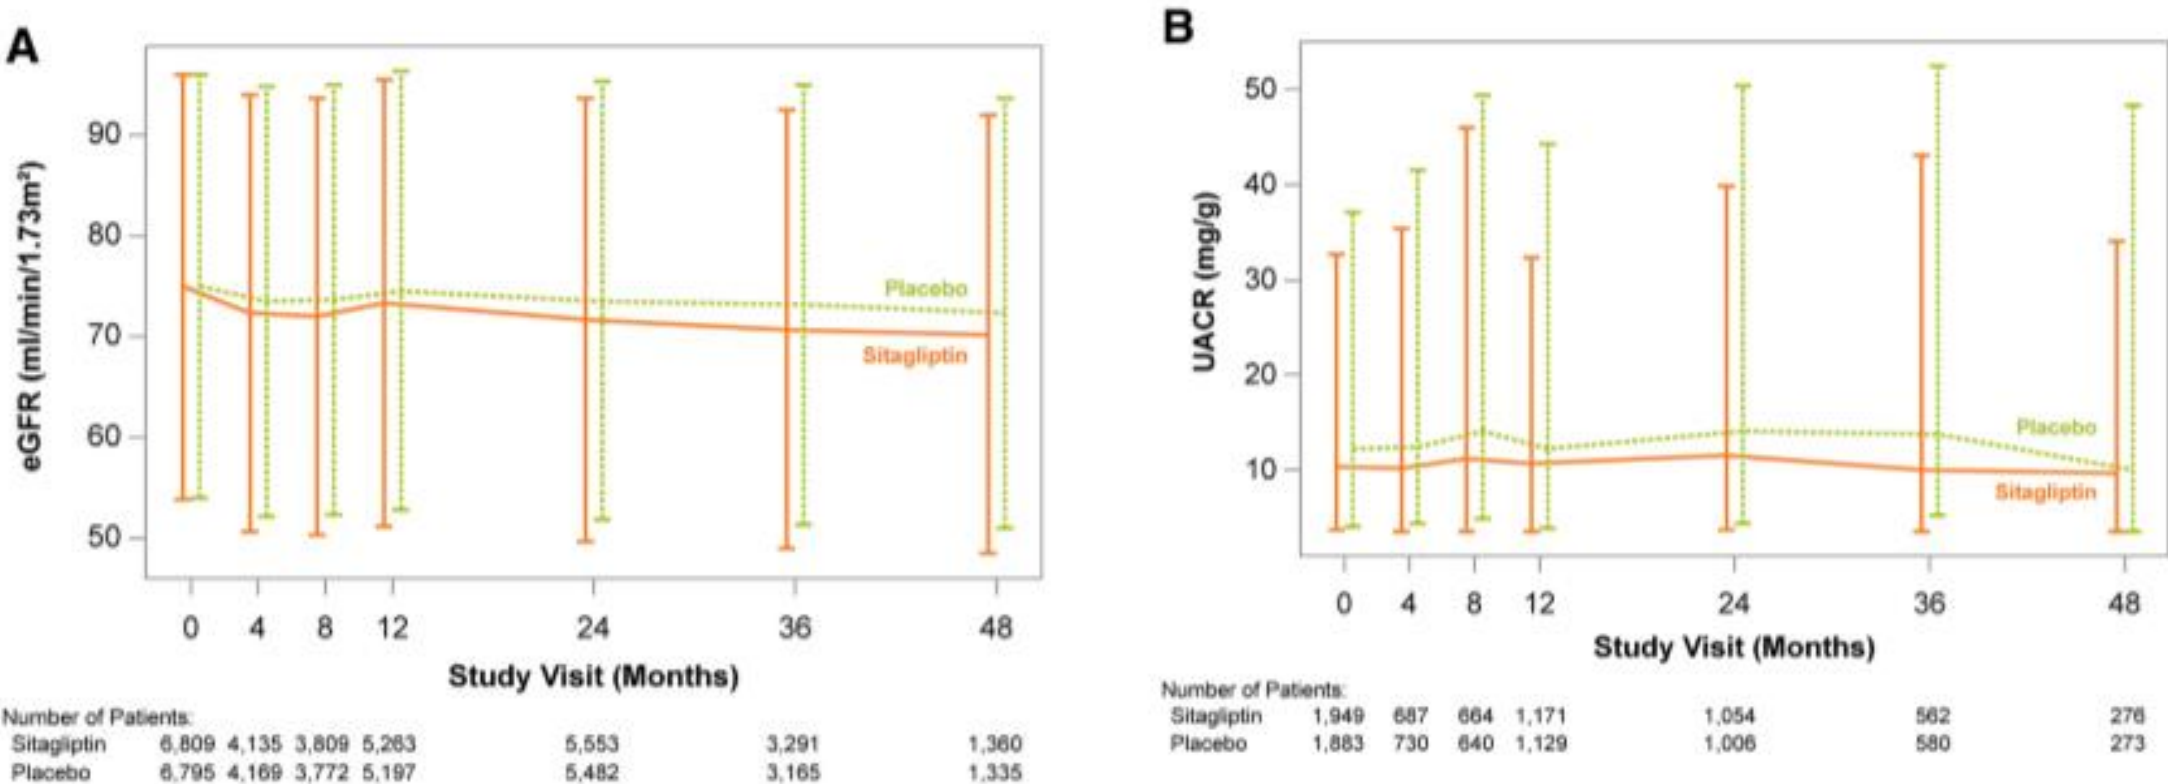 A
eGFR (ml/min/1.73m²)
90
80
70
60
50
Placebo
Sitagliptin
0 4 8 12 24 36 48
Study Visit (Months)
Number of Patients:
Sitagliptin 6,809 4,135 3,809 5,263 5,553 3,291 1,360
Placebo 6,795 4,169 3,772 5,197 5,482 3,165 1,335
B
UACR (mg/g)
50
40
30
20
10
Placebo
Sitagliptin
0 4 8 12 24 36 48
Study Visit (Months)
Number of Patients:
Sitagliptin 1,949 687 664 1,171 1,054 562 276
Placebo 1,883 730 640 1,129 1,006 580 273